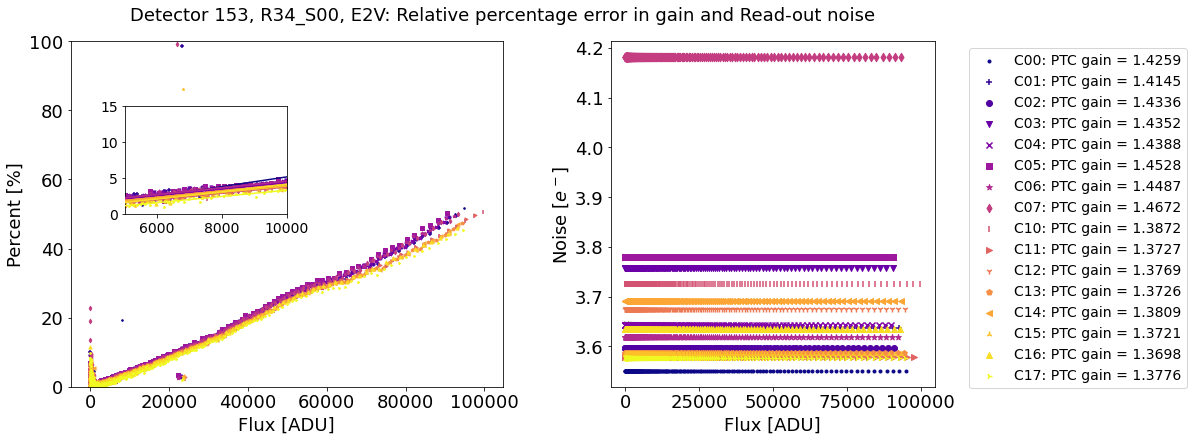 Detector 153, R34_S00, E2V: Relative percentage error in gain and Read-out noise
Percent [%]
100
80
60
40
20
0
15
10
5
0
6000 8000 10000
0 20000 40000 60000 80000 100000
Flux [ADU]
Noise [e⁻]
4.2
4.1
4.0
3.9
3.8
3.7
3.6
0 25000 50000 75000 100000
Flux [ADU]
C00: PTC gain = 1.4259
C01: PTC gain = 1.4145
C02: PTC gain = 1.4336
C03: PTC gain = 1.4352
C04: PTC gain = 1.4388
C05: PTC gain = 1.4528
C06: PTC gain = 1.4487
C07: PTC gain = 1.4672
C10: PTC gain = 1.3872
C11: PTC gain = 1.3727
C12: PTC gain = 1.3769
C13: PTC gain = 1.3726
C14: PTC gain = 1.3809
C15: PTC gain = 1.3721
C16: PTC gain = 1.3698
C17: PTC gain = 1.3776